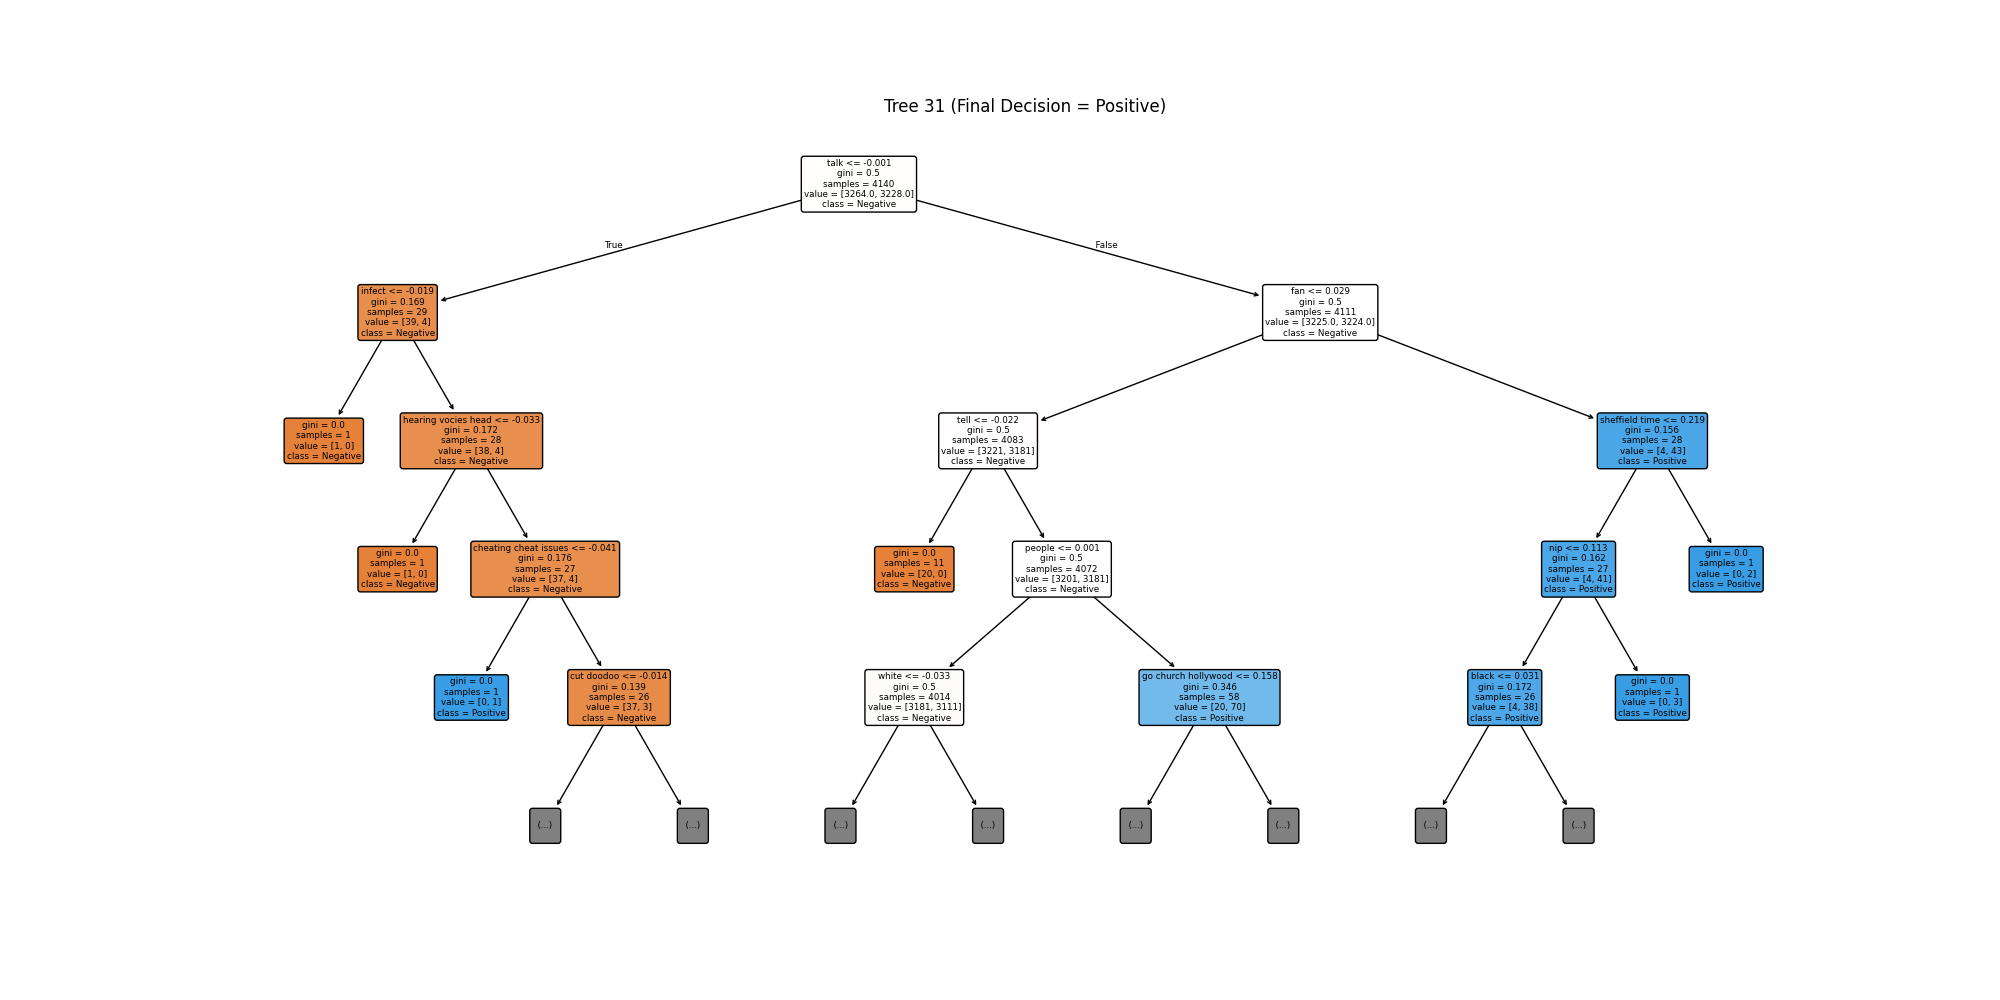 Tree 31 (Final Decision = Positive)
talk <= -0.001
gini = 0.5
samples = 4140
value = [3264.0, 3228.0]
class = Negative
True
False
infect <= -0.019
gini = 0.169
samples = 29
value = [39, 4]
class = Negative
fan <= 0.029
gini = 0.5
samples = 4111
value = [3225.0, 3224.0]
class = Negative
gini = 0.0
samples = 1
value = [1, 0]
class = Negative
hearing vocies head <= -0.033
gini = 0.172
samples = 28
value = [38, 4]
class = Negative
tell <= -0.022
gini = 0.5
samples = 4083
value = [3221, 3181]
class = Negative
sheffield time <= 0.219
gini = 0.156
samples = 28
value = [4, 43]
class = Positive
gini = 0.0
samples = 1
value = [1, 0]
class = Negative
cheating cheat issues <= -0.041
gini = 0.176
samples = 27
value = [37, 4]
class = Negative
gini = 0.0
samples = 11
value = [20, 0]
class = Negative
people <= 0.001
gini = 0.5
samples = 4072
value = [3201, 3181]
class = Negative
nip <= 0.113
gini = 0.162
samples = 27
value = [4, 41]
class = Positive
gini = 0.0
samples = 1
value = [0, 2]
class = Positive
gini = 0.0
samples = 1
value = [0, 1]
class = Positive
cut doodoo <= -0.014
gini = 0.139
samples = 26
value = [37, 3]
class = Negative
white <= -0.033
gini = 0.5
samples = 4014
value = [3181, 3111]
class = Negative
go church hollywood <= 0.158
gini = 0.346
samples = 58
value = [20, 70]
class = Positive
black <= 0.031
gini = 0.172
samples = 26
value = [4, 38]
class = Positive
gini = 0.0
samples = 1
value = [0, 3]
class = Positive
(...)
(...)
(...)
(...)
(...)
(...)
(...)
(...)